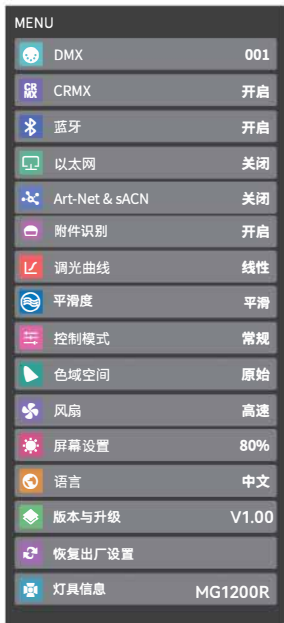 MENU
DMX 001
CRMX 开启
蓝牙 开启
以太网 关闭
Art-Net & sACN 关闭
附件识别 开启
调光曲线 线性
平滑度 平滑
控制模式 常规
色域空间 原始
风扇 高速
屏幕设置 80%
语言 中文
版本与升级 V1.00
恢复出厂设置
灯具信息 MG1200R